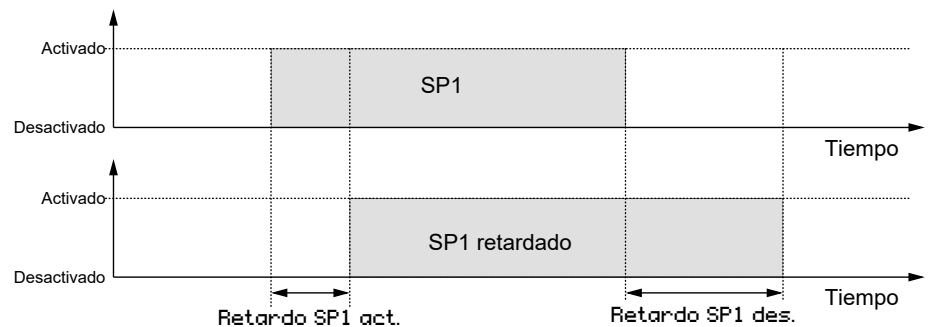 Activado
SP1
Desactivado
Tiempo
Activado
SP1 retardado
Desactivado
Tiempo
Retardo SP1 act.
Retardo SP1 des.